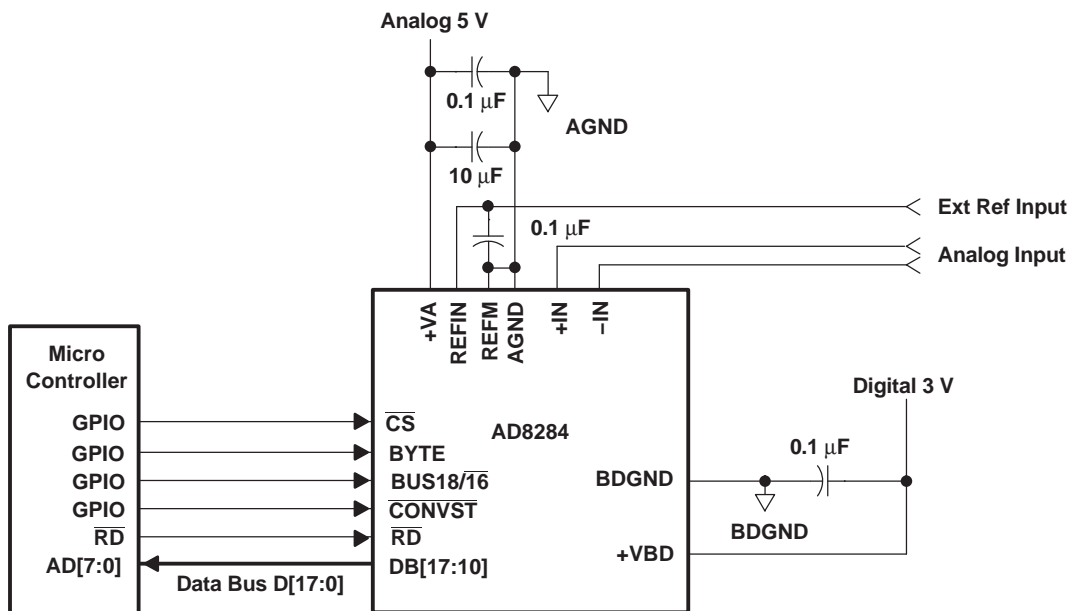 Analog 5 V
0.1 µF
AGND
10 µF
Ext Ref Input
0.1 µF
Analog Input
+VA
REFIN
REFM
AGND
+IN
−IN
Micro
Controller
Digital 3 V
GPIO
CS
AD8284
GPIO
BYTE
0.1 µF
GPIO
BUS18/16
BDGND
GPIO
CONVST
BDGND
RD
RD
+VBD
AD[7:0]
DB[17:10]
Data Bus D[17:0]